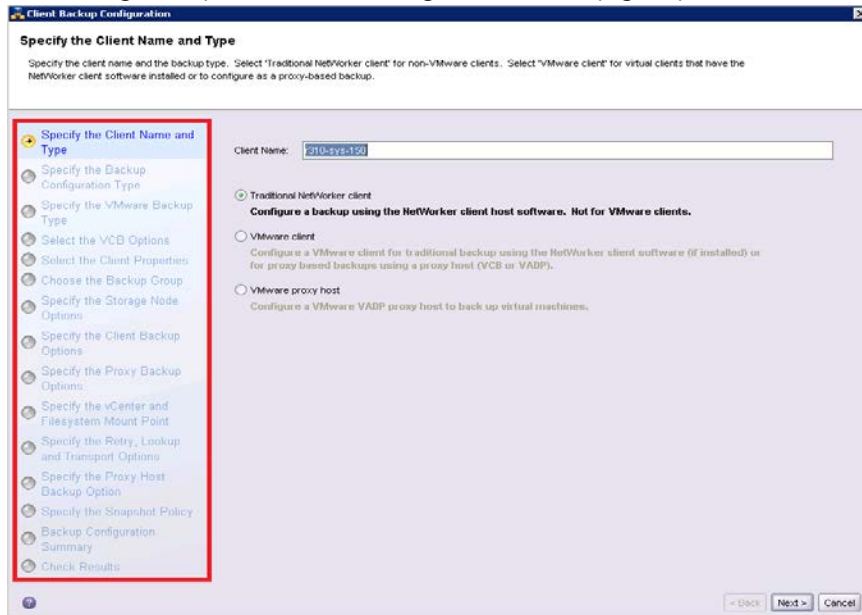 Client Backup Configuration
Specify the Client Name and Type
Specify the client name and the backup type. Select 'Traditional NetWorker client' for non-VMware clients. Select 'VMware client' for virtual clients that have the
NetWorker client software installed or to configure as a proxy-based backup.
Specify the Client Name and
Type
Specify the Backup
Configuration Type
Specify the VMware Backup
Type
Select the VCB Options
Select the Client Properties
Choose the Backup Group
Specify the Storage Node
Options
Specify the Client Backup
Options
Specify the Proxy Backup
Options
Specify the vCenter and
Filesystem Mount Point
Specify the Retry, Lookup
and Transport Options
Specify the Proxy Host
Backup Option
Specify the Snapshot Policy
Backup Configuration
Summary
Check Results
Client Name: r310-sys-150
Traditional NetWorker client
Configure a backup using the NetWorker client host software. Not for VMware clients.
VMware client
Configure a VMware client for traditional backup using the NetWorker client software (if installed) or
for proxy based backups using a proxy host (VCB or VADP).
VMware proxy host
Configure a VMware VADP proxy host to back up virtual machines.
< Back Next > Cancel